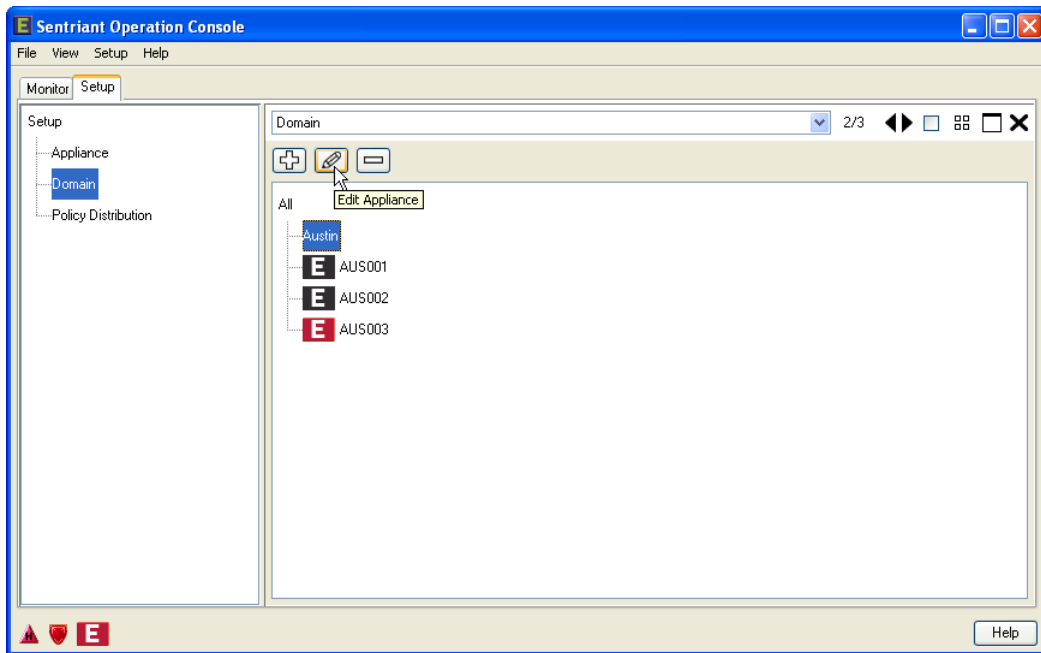 E Sentriant Operation Console
File View Setup Help
Monitor Setup
Setup
Appliance
Domain
Policy Distribution
Domain
2/3
Edit Appliance
All
Austin
E AUS001
E AUS002
E AUS003
H E
Help